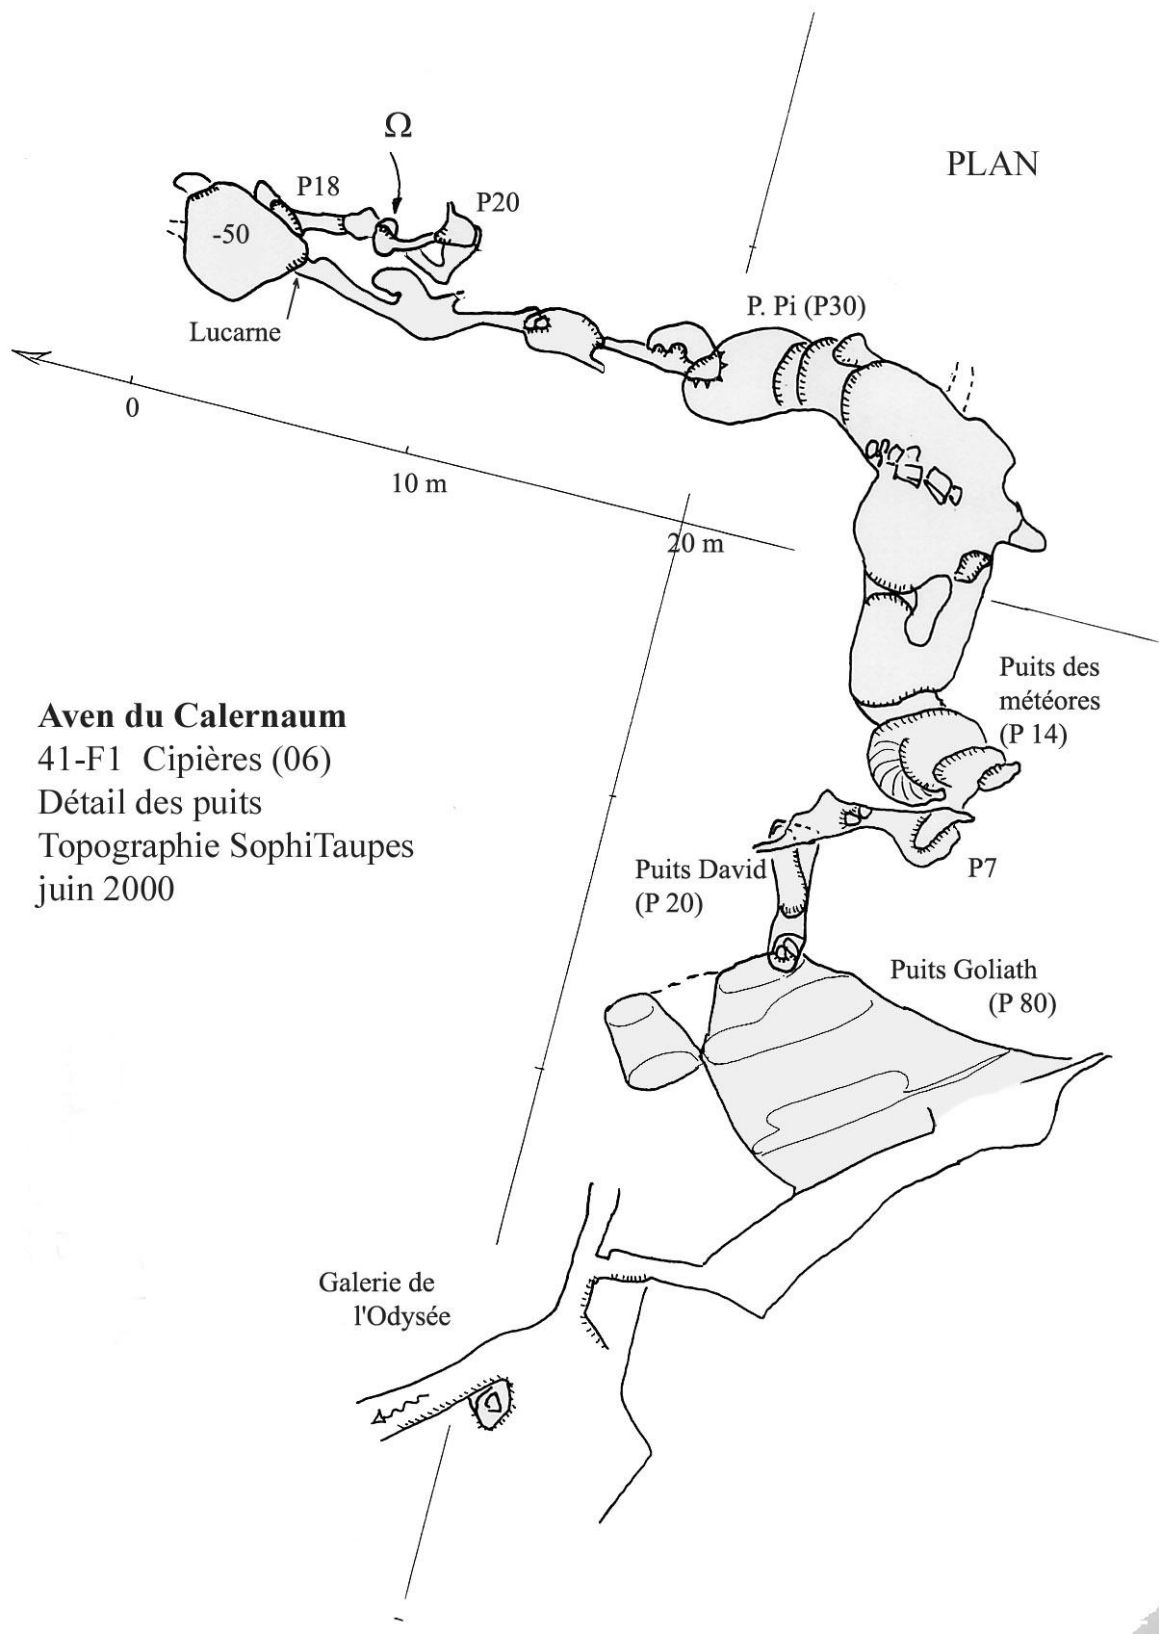 Ω
PLAN
P18
P20
-50
Lucarne
P. Pi (P30)
0
10 m
20 m
Puits des
météores
(P 14)
Aven du Calernaum
41-F1 Cipières (06)
Détail des puits
Topographie SophiTaupes
juin 2000
Puits David
(P 20)
P7
Puits Goliath
(P 80)
Galerie de
l'Odysée